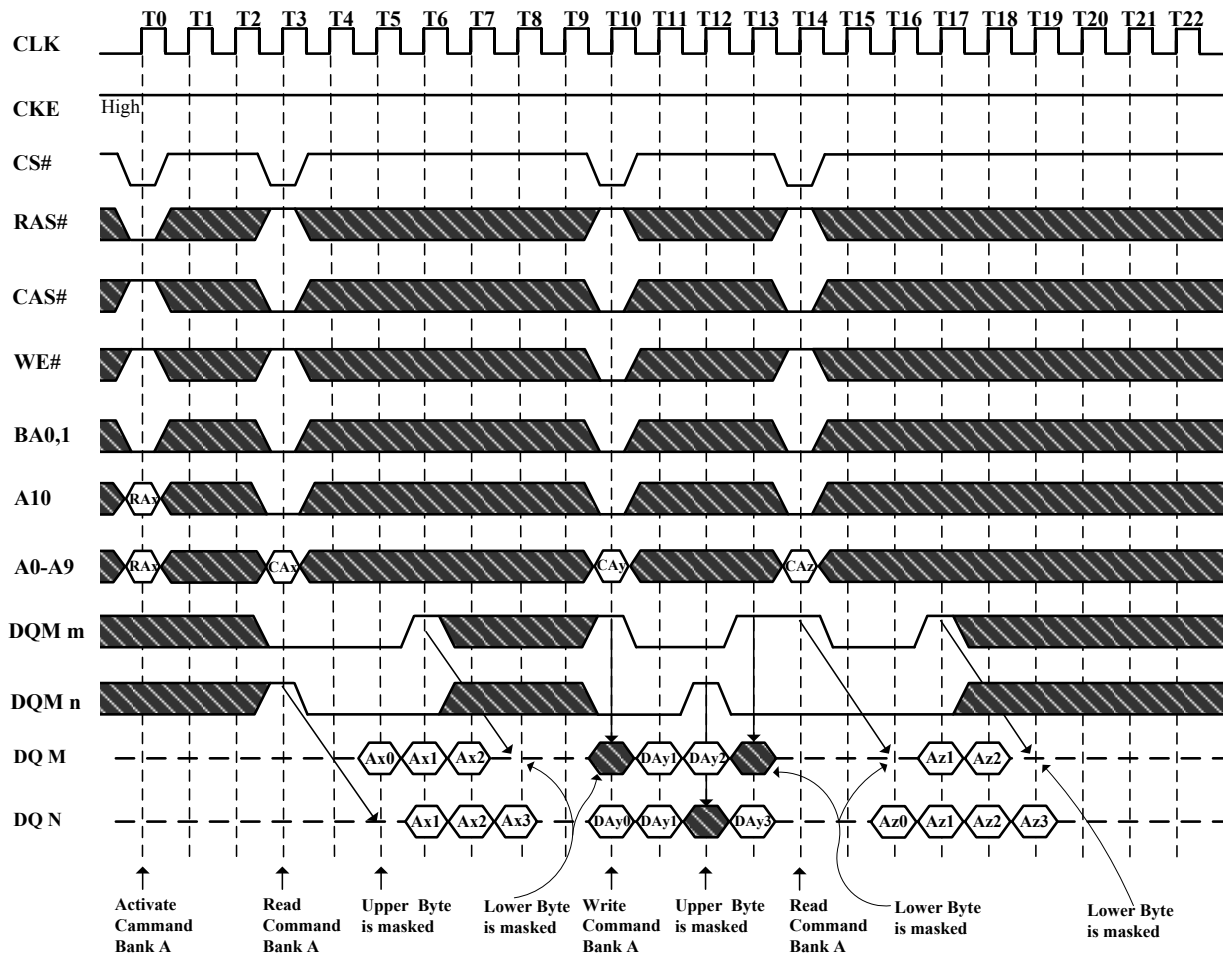 T0 T1 T2 T3 T4 T5 T6 T7 T8 T9 T10 T11 T12 T13 T14 T15 T16 T17 T18 T19 T20 T21 T22
CLK
CKE
High
CS#
RAS#
CAS#
WE#
BA0,1
A10
RAx
A0-A9
RAx CAx CAy CAz
DQM m
DQM n
DQ M
Ax0 Ax1 Ax2 DAy1 DAy2 Az1 Az2
DQ N
Ax1 Ax2 Ax3 DAy0 DAy1 DAy3 Az0 Az1 Az2 Az3
Activate
Cammand
Bank A
Read
Command
Bank A
Upper Byte
is masked
Lower Byte
is masked
Write
Command
Bank A
Upper Byte
is masked
Read
Command
Bank A
Lower Byte
is masked
Lower Byte
is masked